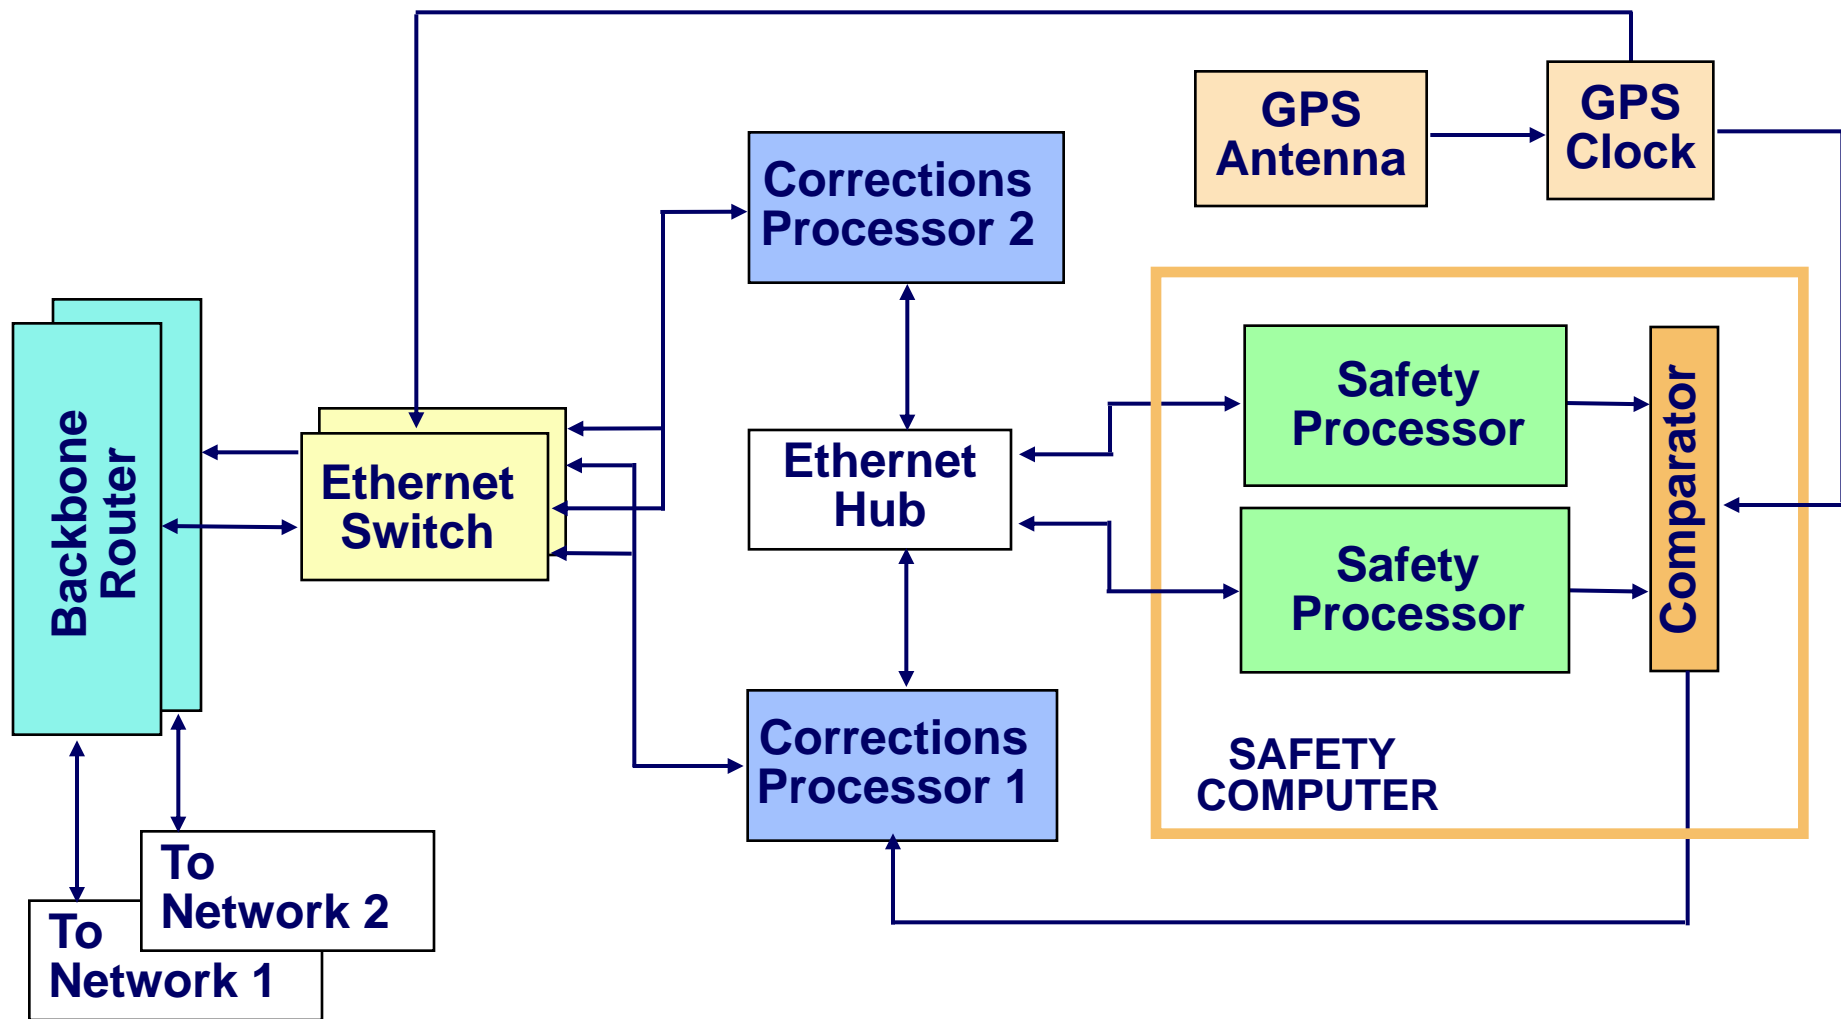 GPS
Antenna
GPS
Clock
Corrections
Processor 2
Backbone
Router
Ethernet
Switch
Ethernet
Hub
Safety
Processor
Safety
Processor
Comparator
Corrections
Processor 1
SAFETY
COMPUTER
To
Network 2
To
Network 1